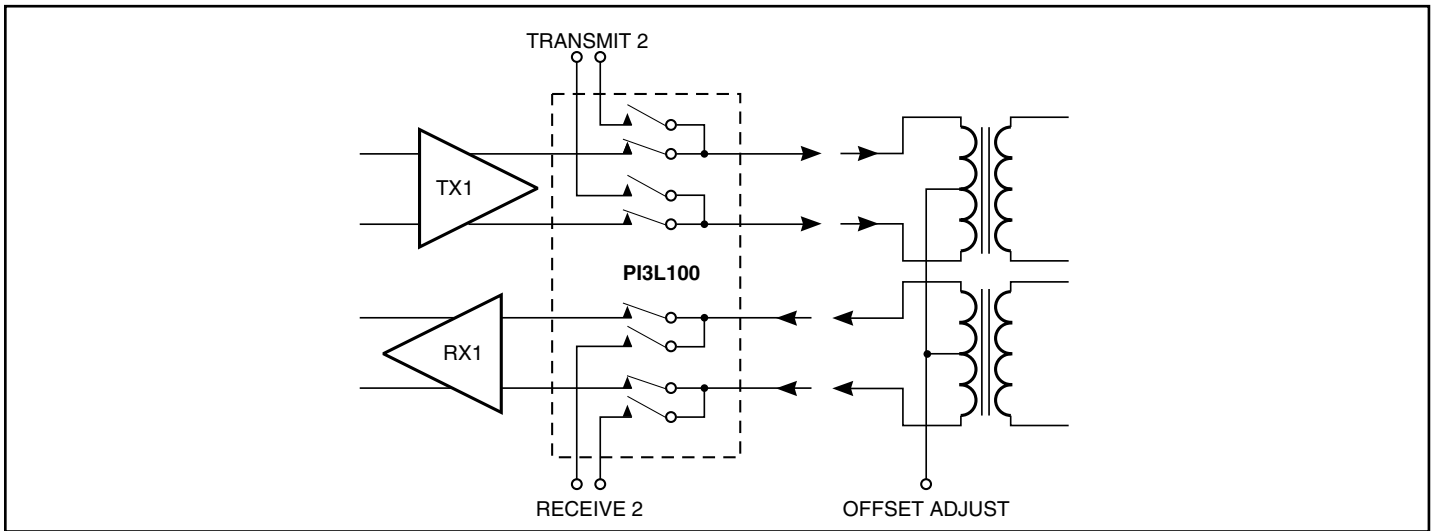 TRANSMIT 2
TX1
PI3L100
RX1
RECEIVE 2
OFFSET ADJUST